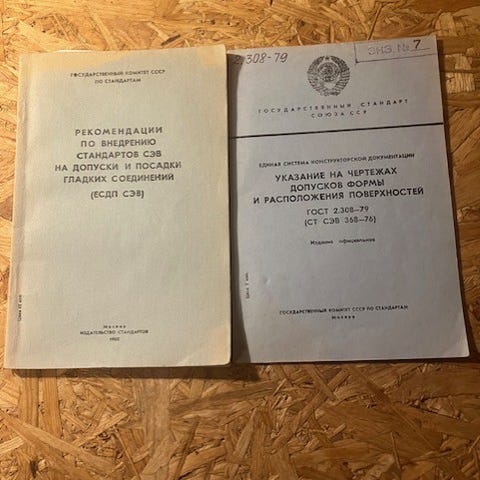 ГОСУДАРСТВЕННЫЙ КОМИТЕТ СССР
ПО СТАНДАРТАМ
РЕКОМЕНДАЦИИ
ПО ВНЕДРЕНИЮ
СТАНДАРТОВ СЭВ
НА ДОПУСКИ И ПОСАДКИ
ГЛАДКИХ СОЕДИНЕНИЙ
(ЕСДП СЭВ)
Москва
ИЗДАТЕЛЬСТВО СТАНДАРТОВ
2.308-79
ЭКЗ. № 7
ГОСУДАРСТВЕННЫЙ СТАНДАРТ
СОЮЗА ССР
ЕДИНАЯ СИСТЕМА КОНСТРУКТОРСКОЙ ДОКУМЕНТАЦИИ
УКАЗАНИЕ НА ЧЕРТЕЖАХ
ДОПУСКОВ ФОРМЫ
И РАСПОЛОЖЕНИЯ ПОВЕРХНОСТЕЙ
ГОСТ 2.308—79
(СТ СЭВ 368—76)
Издание официальное
ГОСУДАРСТВЕННЫЙ КОМИТЕТ СССР ПО СТАНДАРТАМ
Москва